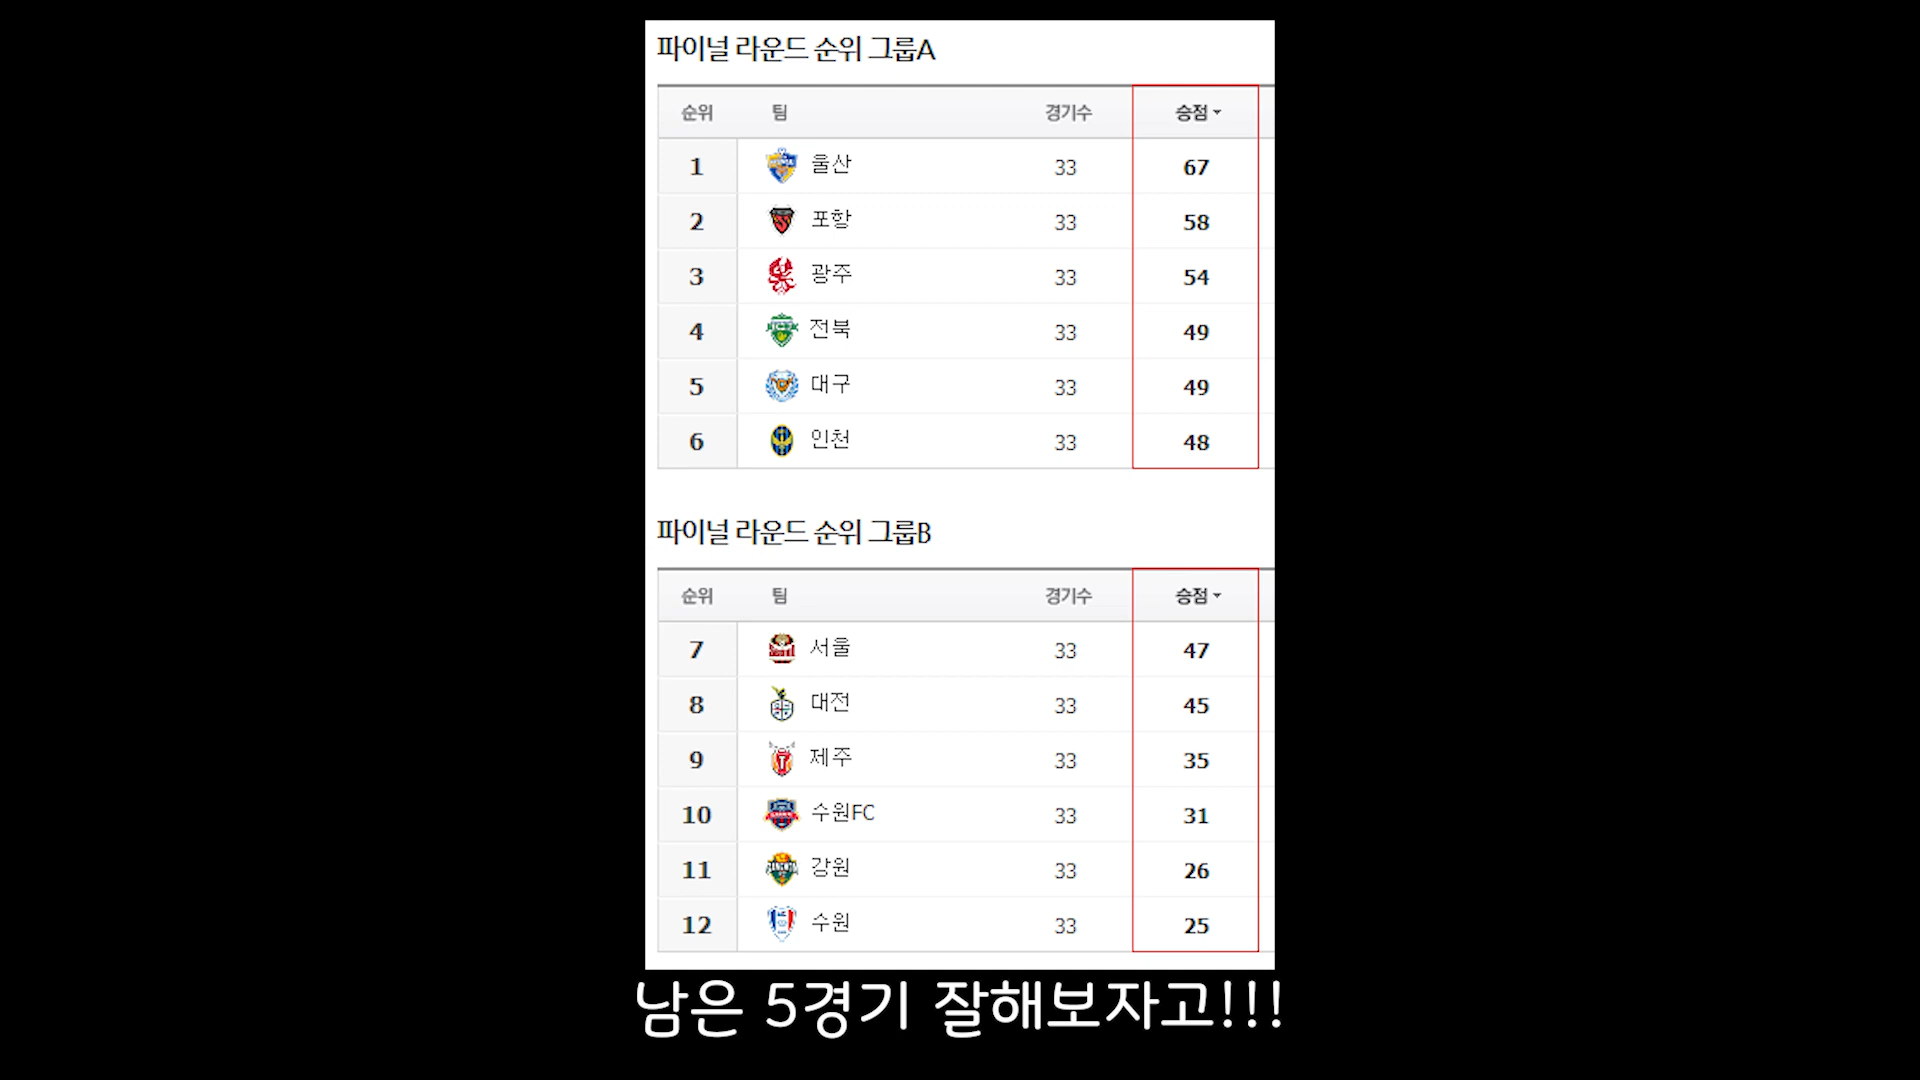 파이널 라운드 순위 그룹A
순위 팀 경기수 승점
1 울산 33 67
2 포항 33 58
3 광주 33 54
4 전북 33 49
5 대구 33 49
6 인천 33 48
파이널 라운드 순위 그룹B
순위 팀 경기수 승점
7 서울 33 47
8 대전 33 45
9 제주 33 35
10 수원FC 33 31
11 강원 33 26
12 수원 33 25
남은 5경기 잘해보자고!!!